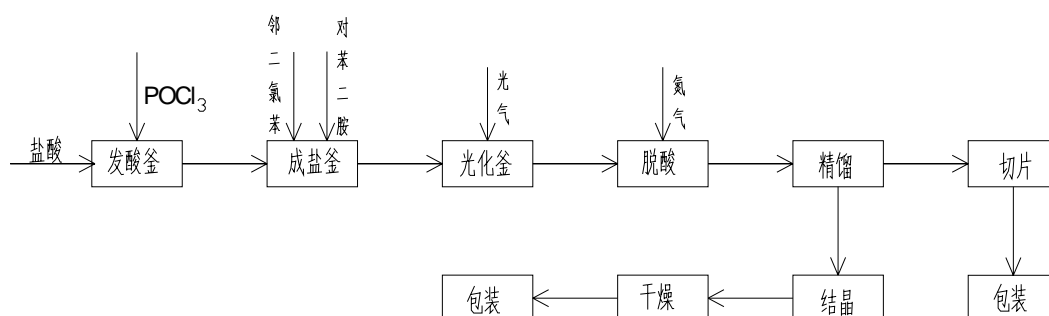 邻二氯苯
对苯二胺
POCl₃
光气
氮气
盐酸
发酸釜
成盐釜
光化釜
脱酸
精馏
切片
包装
干燥
结晶
包装